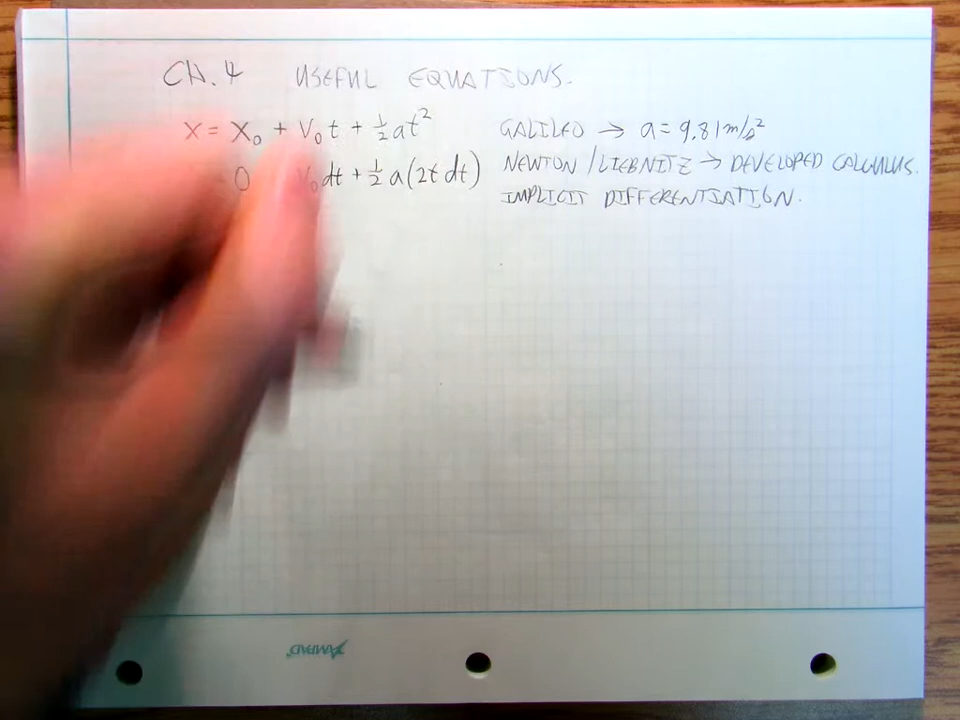 CH. 4 USEFUL EQUATIONS.
X = X₀ + V₀t + ½at² GALILEO → a = 9.81 m/s²
0 V₀dt + ½a(2t dt) NEWTON / LIEBNITZ → DEVELOPED CALCULUS.
IMPLICIT DIFFERENTIATION.
AMPAD